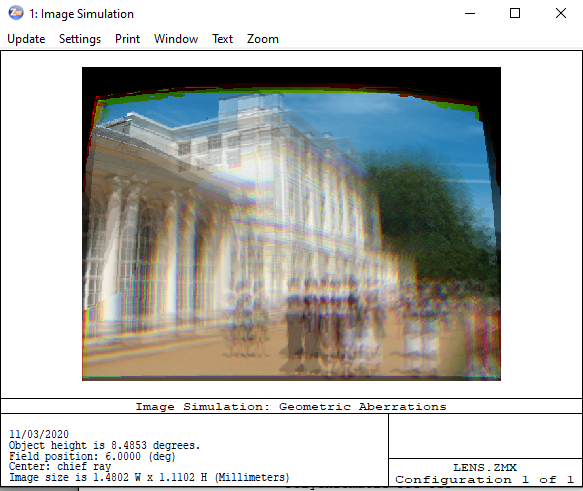 1: Image Simulation
Update Settings Print Window Text Zoom
Image Simulation: Geometric Aberrations
11/03/2020
Object height is 8.4853 degrees.
Field position: 6.0000 (deg)
Center: chief ray
Image size is 1.4802 W x 1.1102 H (Millimeters)
LENS.ZMX
Configuration 1 of 1